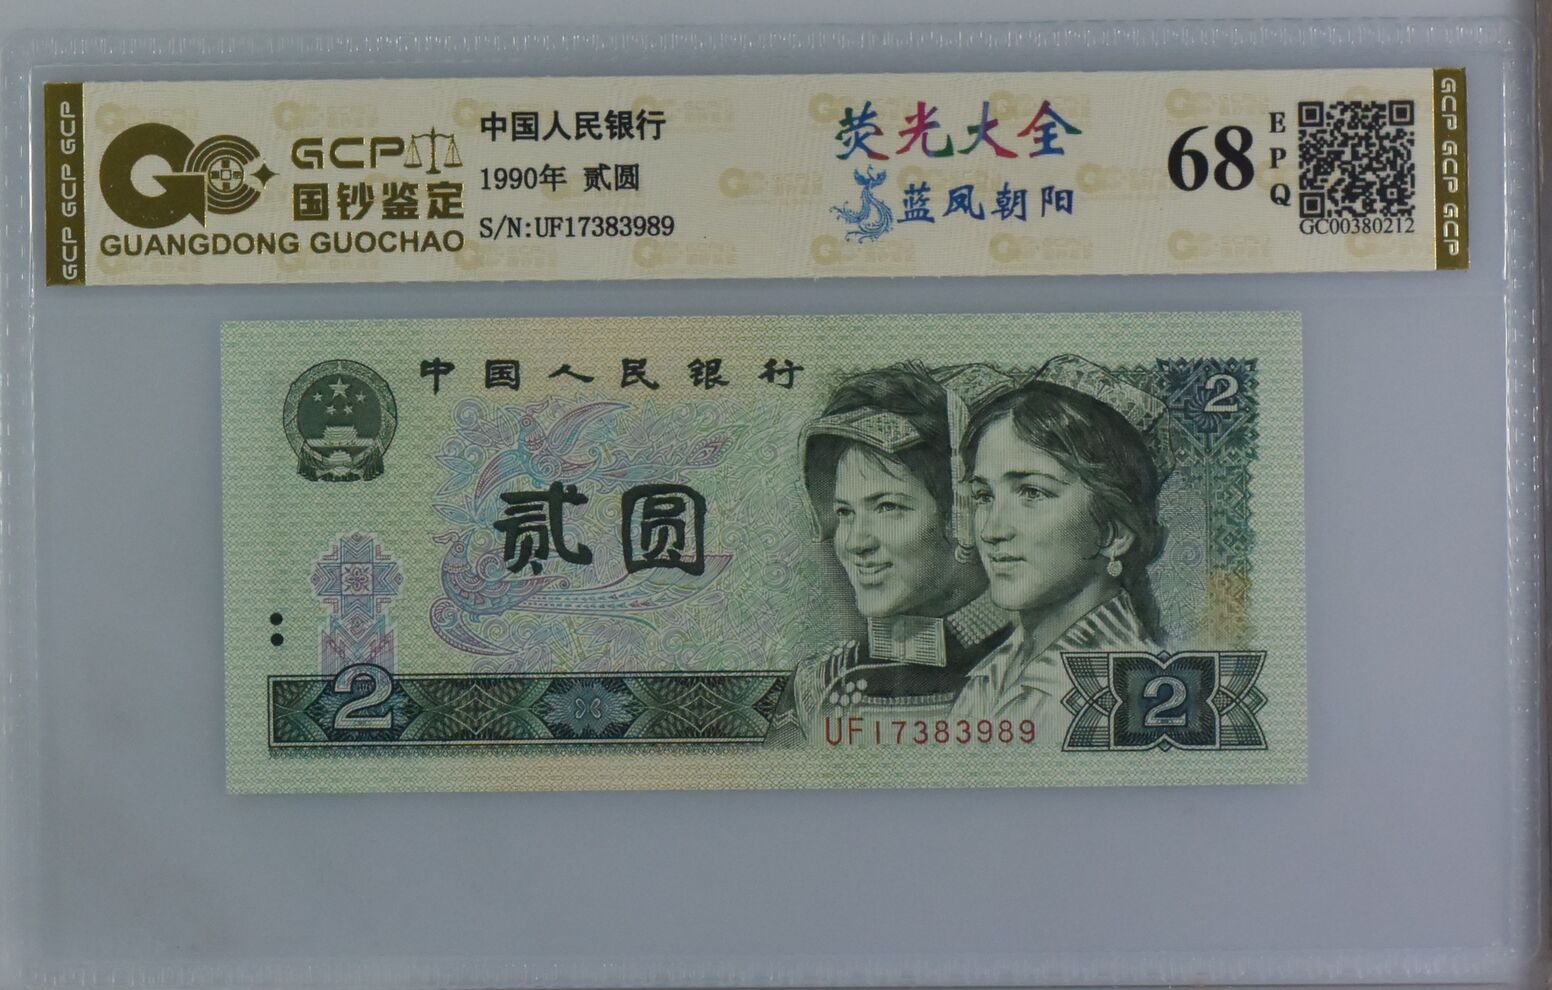 GCP GCP GCP
GCP
国钞鉴定
GUANGDONG GUOCHAO
中国人民银行
1990年 贰圆
S/N:UF17383989
荧光大全
蓝凤朝阳
68
EPQ
GC00380212
GCP GCP GCP
中国人民银行
2
贰圆
2
2
UF17383989